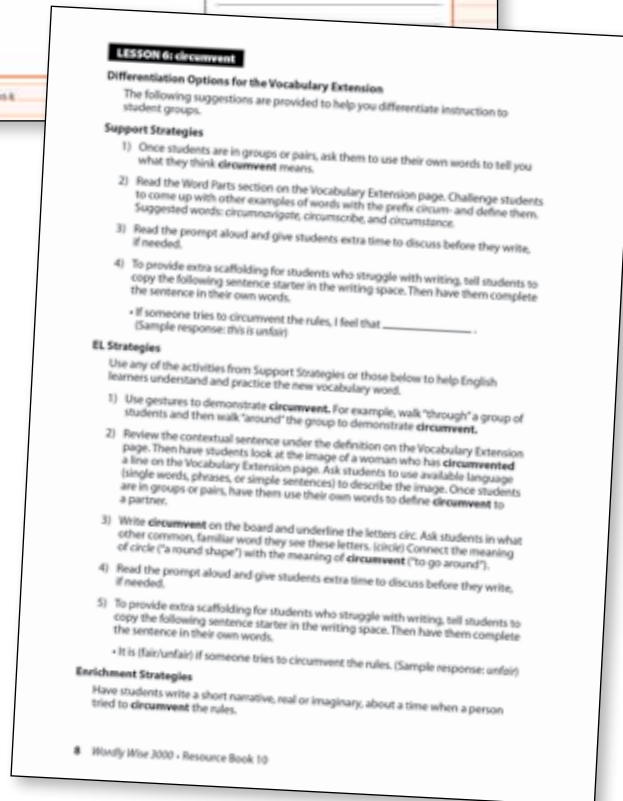 LESSON 6: circumvent
Differentiation Options for the Vocabulary Extension
The following suggestions are provided to help you differentiate instruction to
student groups.
Support Strategies
1) Once students are in groups or pairs, ask them to use their own words to tell you
what they think circumvent means.
2) Read the Word Parts section on the Vocabulary Extension page. Challenge students
to come up with other examples of words with the prefix circum- and define them.
Suggested words: circumnavigate, circumscribe, and circumstance.
3) Read the prompt aloud and give students extra time to discuss before they write,
if needed.
4) To provide extra scaffolding for students who struggle with writing, tell students to
copy the following sentence starter in the writing space. Then have them complete
the sentence in their own words.
• If someone tries to circumvent the rules, I feel that ____________ .
(Sample response: this is unfair)
EL Strategies
Use any of the activities from Support Strategies or those below to help English
learners understand and practice the new vocabulary word.
1) Use gestures to demonstrate circumvent. For example, walk "through" a group of
students and then walk "around" the group to demonstrate circumvent.
2) Review the contextual sentence under the definition on the Vocabulary Extension
page. Then have students look at the image of a woman who has circumvented
a line on the Vocabulary Extension page. Ask students to use available language
(single words, phrases, or simple sentences) to describe the image. Once students
are in groups or pairs, have them use their own words to define circumvent to
a partner.
3) Write circumvent on the board and underline the letters circ. Ask students in what
other common, familiar word they see these letters. (circle) Connect the meaning
of circle ("a round shape") with the meaning of circumvent ("to go around").
4) Read the prompt aloud and give students extra time to discuss before they write,
if needed.
5) To provide extra scaffolding for students who struggle with writing, tell students to
copy the following sentence starter in the writing space. Then have them complete
the sentence in their own words.
• It is (fair/unfair) if someone tries to circumvent the rules. (Sample response: unfair)
Enrichment Strategies
Have students write a short narrative, real or imaginary, about a time when a person
tried to circumvent the rules.
8 Wordly Wise 3000 • Resource Book 10